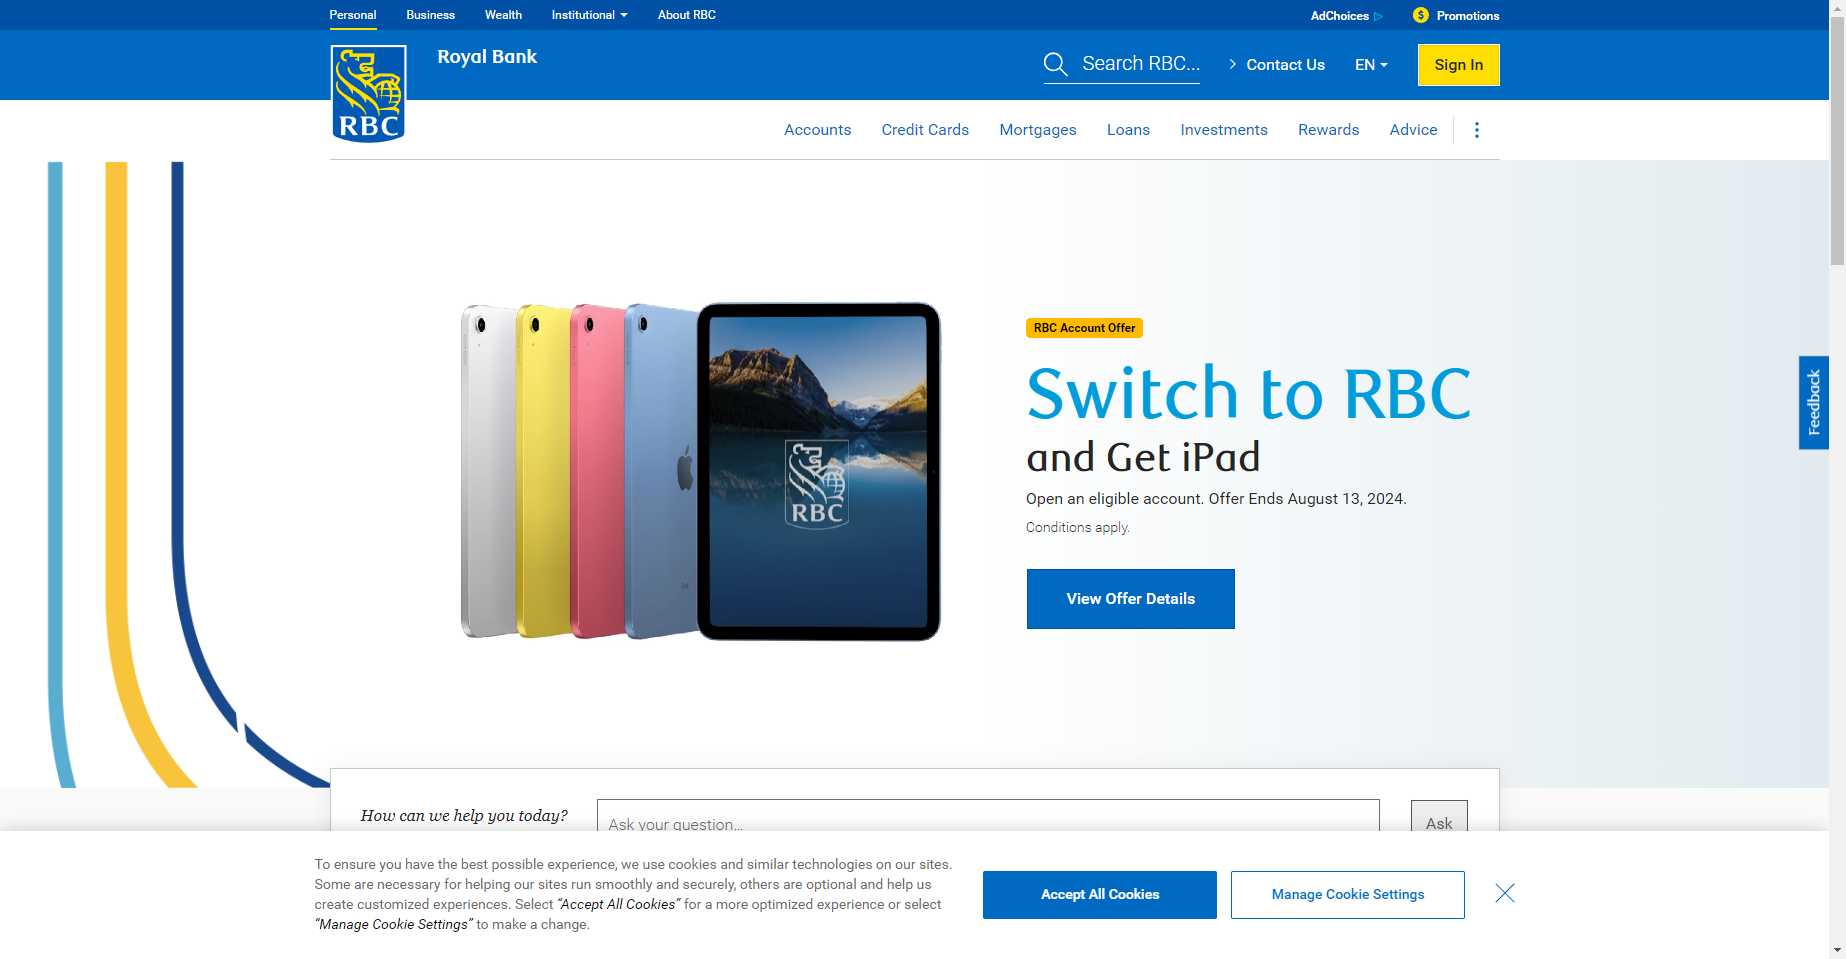 Personal Business Wealth Institutional About RBC AdChoices Promotions
Royal Bank
Search RBC... Contact Us EN Sign In
RBC
Accounts Credit Cards Mortgages Loans Investments Rewards Advice
RBC Account Offer
Switch to RBC
and Get iPad
Open an eligible account. Offer Ends August 13, 2024.
Conditions apply.
View Offer Details
RBC
Feedback
How can we help you today? Ask your question... Ask
To ensure you have the best possible experience, we use cookies and similar technologies on our sites.
Some are necessary for helping our sites run smoothly and securely, others are optional and help us
create customized experiences. Select “Accept All Cookies” for a more optimized experience or select
“Manage Cookie Settings” to make a change.
Accept All Cookies Manage Cookie Settings